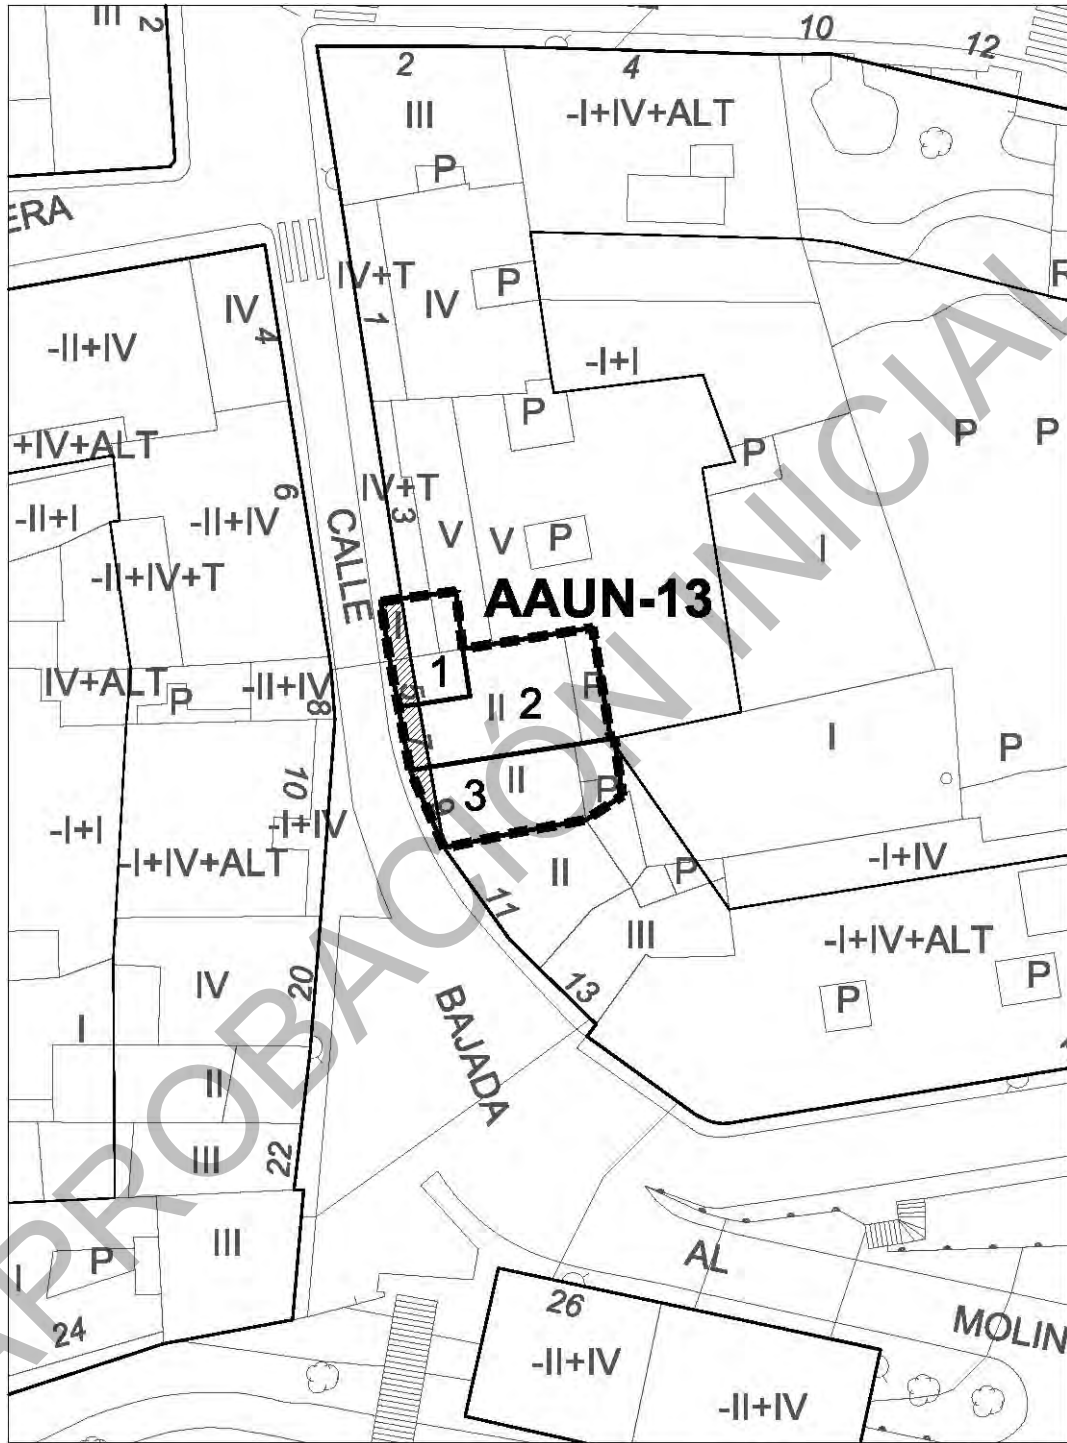 III
2
10
12
2
4
III
-I+IV+ALT
P
ERA
IV+T
1
IV
P
R
IV
4
-II+IV
-I+I
P
P
P
P
+IV+ALT
IV+T
3
6
-II+I
-II+IV
V
V
P
I
CALLE
-II+IV+T
AAUN-13
I
1
IV+ALT
P
-II+IV
8
5
II
2
P
7
I
P
10
II
3
9
P
-I+I
-I+IV
-I+IV+ALT
II
P
-I+IV
11
III
-I+IV+ALT
IV
20
13
P
P
I
BAJADA
II
III
22
III
P
I
24
AL
26
MOLIN
-II+IV
-II+IV
APROBACIÓN INICIAL